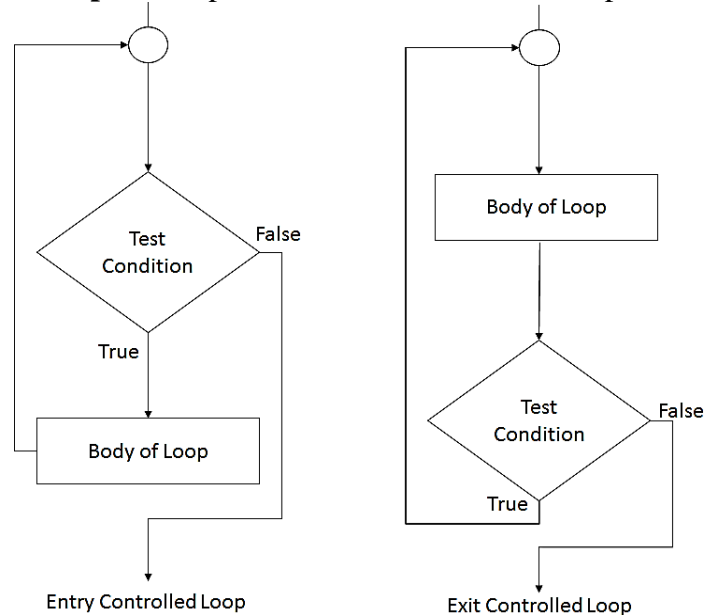 Test
Condition
False
True
Body of Loop
Entry Controlled Loop
Body of Loop
Test
Condition
False
True
Exit Controlled Loop